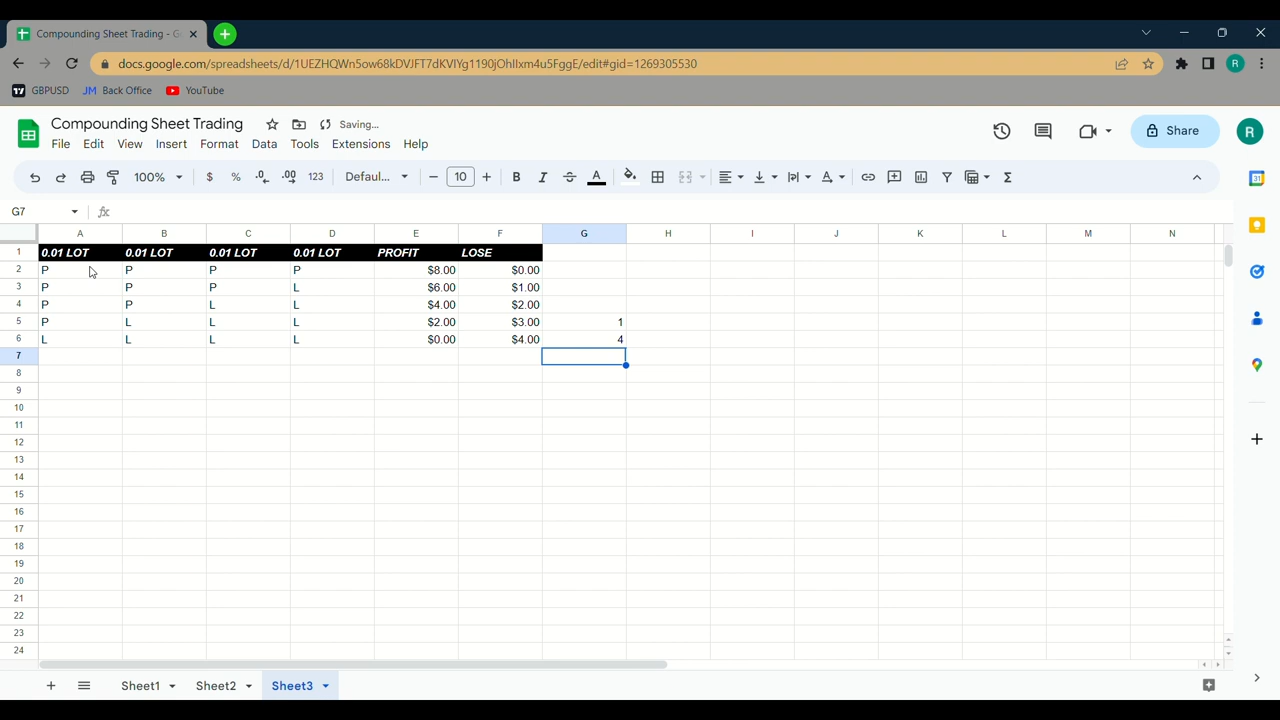 Compounding Sheet Trading - G
docs.google.com/spreadsheets/d/1UEZHQWn5ow68kDVJFT7dKVIYg1190jOhIlxm4u5FggE/edit#gid=1269305530
R
GBPUSD JM Back Office YouTube
Compounding Sheet Trading Saving...
File Edit View Insert Format Data Tools Extensions Help
Share R
100% $ % .0 .00 123 Defaul... − 10 + B I S A Σ
31
G7 fx
A B C D E F G H I J K L M N
1 0.01 LOT 0.01 LOT 0.01 LOT 0.01 LOT PROFIT LOSE
2 P P P P $8.00 $0.00
3 P P P L $6.00 $1.00
4 P P L L $4.00 $2.00
5 P L L L $2.00 $3.00 1
6 L L L L $0.00 $4.00 4
7
8
9
10
11
12
13
14
15
16
17
18
19
20
21
22
23
24
Sheet1 Sheet2 Sheet3